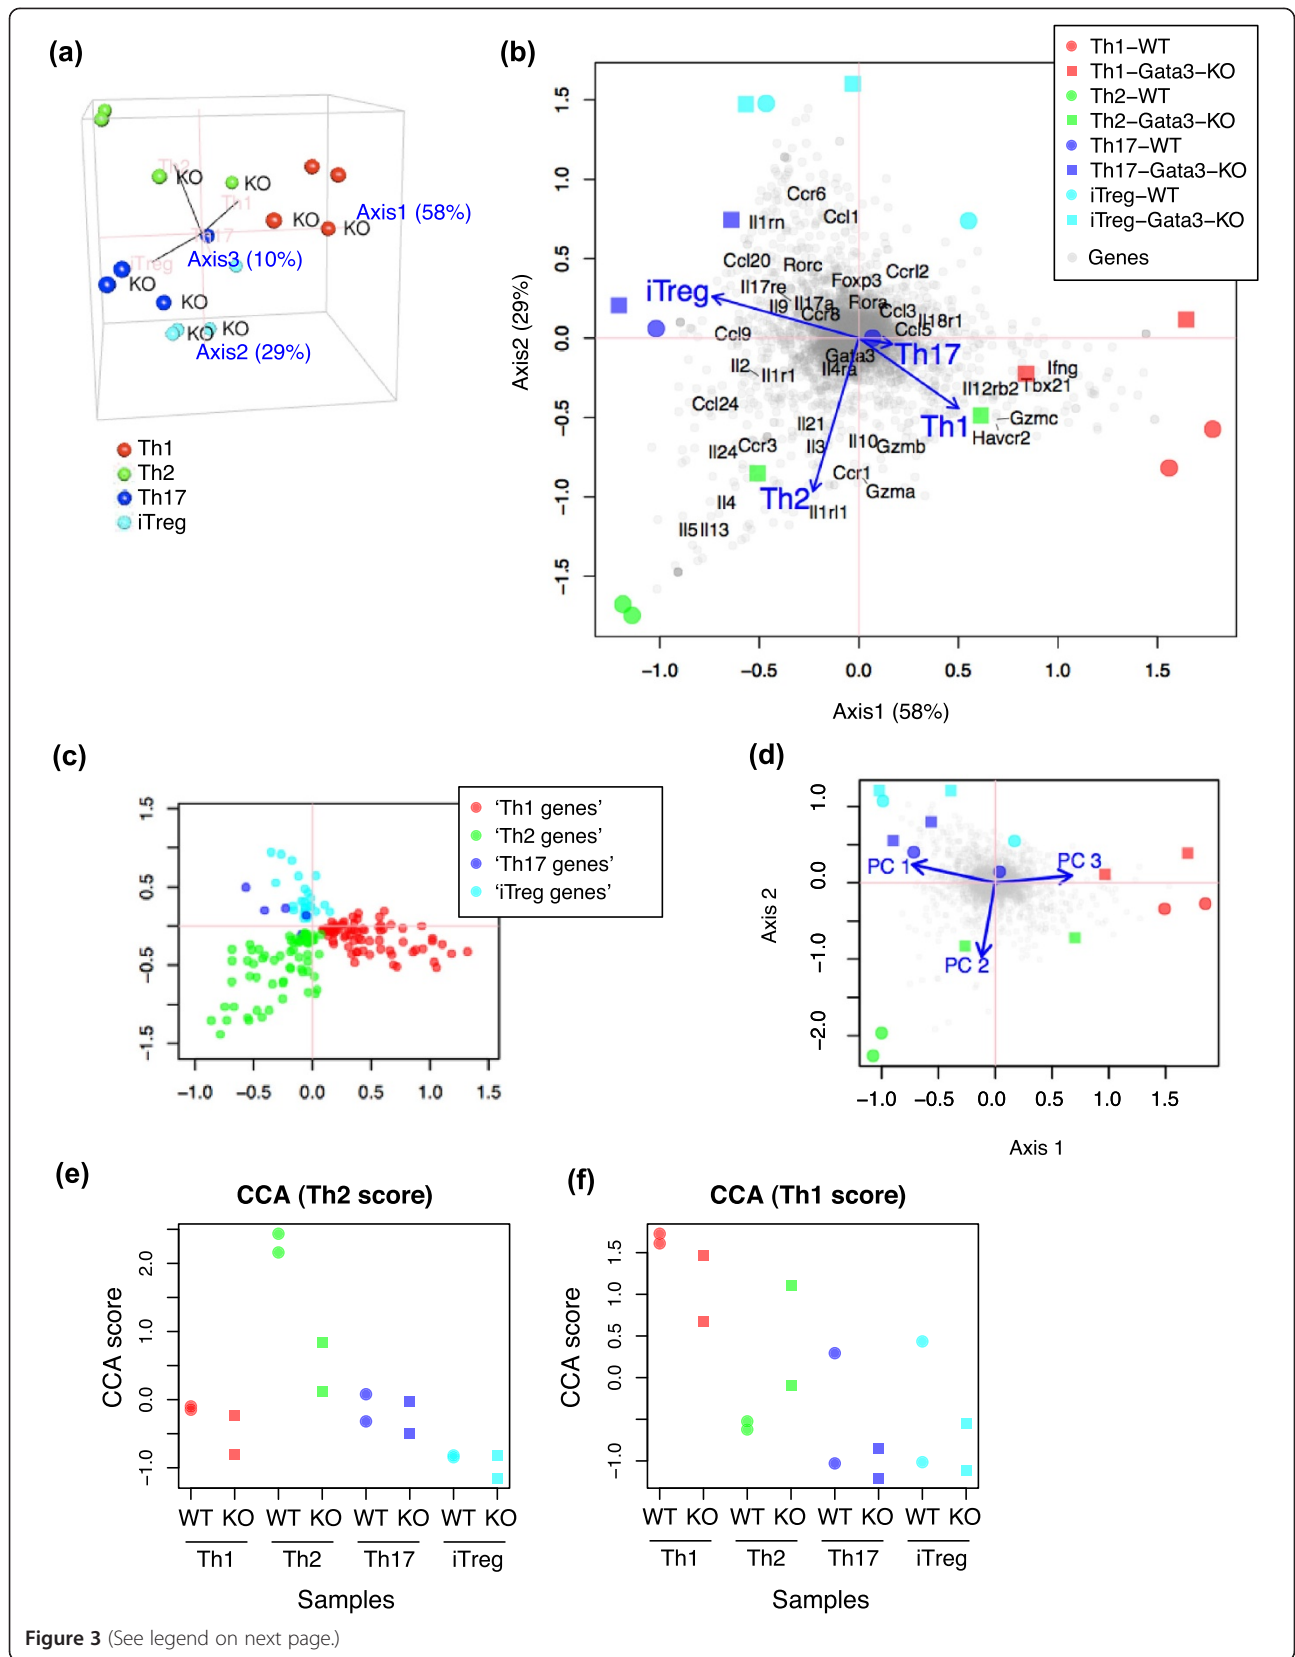 (a)
Th2
KO
KO
Th1
KO
KO
Axis1 (58%)
Th17
Axis3 (10%)
iTreg
KO
KO
KO
KO
Axis2 (29%)
Th1
Th2
Th17
iTreg
(b)
Th1–WT
Th1–Gata3–KO
Th2–WT
Th2–Gata3–KO
Th17–WT
Th17–Gata3–KO
iTreg–WT
iTreg–Gata3–KO
Genes
Axis2 (29%)
1.5
1.0
0.5
0.0
−0.5
−1.0
−1.5
Ccr6
Il1rn
Ccl1
Ccl20
Rorc
Foxp3
Ccrl2
Il17re
iTreg
Il9
Il17a
Rora
Ccr8
Ccl3
Il18r1
Ccl5
Ccl9
Gata3
Th17
Il2
Il1r1
Il4ra
Ifng
Il12rb2
Tbx21
Ccl24
Th1
Gzmc
Il21
Havcr2
Il24
Ccr3
Il3
Il10
Gzmb
Ccr1
Gzma
Th2
Il4
Il1rl1
Il5
Il13
−1.0
−0.5
0.0
0.5
1.0
1.5
Axis1 (58%)
(c)
1.5
0.5
−0.5
−1.5
‘Th1 genes’
‘Th2 genes’
‘Th17 genes’
‘iTreg genes’
−1.0
−0.5
0.0
0.5
1.0
1.5
(d)
Axis 2
1.0
0.0
−1.0
−2.0
PC 1
PC 3
PC 2
−1.0
−0.5
0.0
0.5
1.0
1.5
Axis 1
(e)
CCA (Th2 score)
CCA score
2.0
1.0
0.0
−1.0
WT KO WT KO WT KO WT KO
Th1 Th2 Th17 iTreg
Samples
(f)
CCA (Th1 score)
CCA score
1.5
1.0
0.5
0.0
−1.0
WT KO WT KO WT KO WT KO
Th1 Th2 Th17 iTreg
Samples
Figure 3 (See legend on next page.)